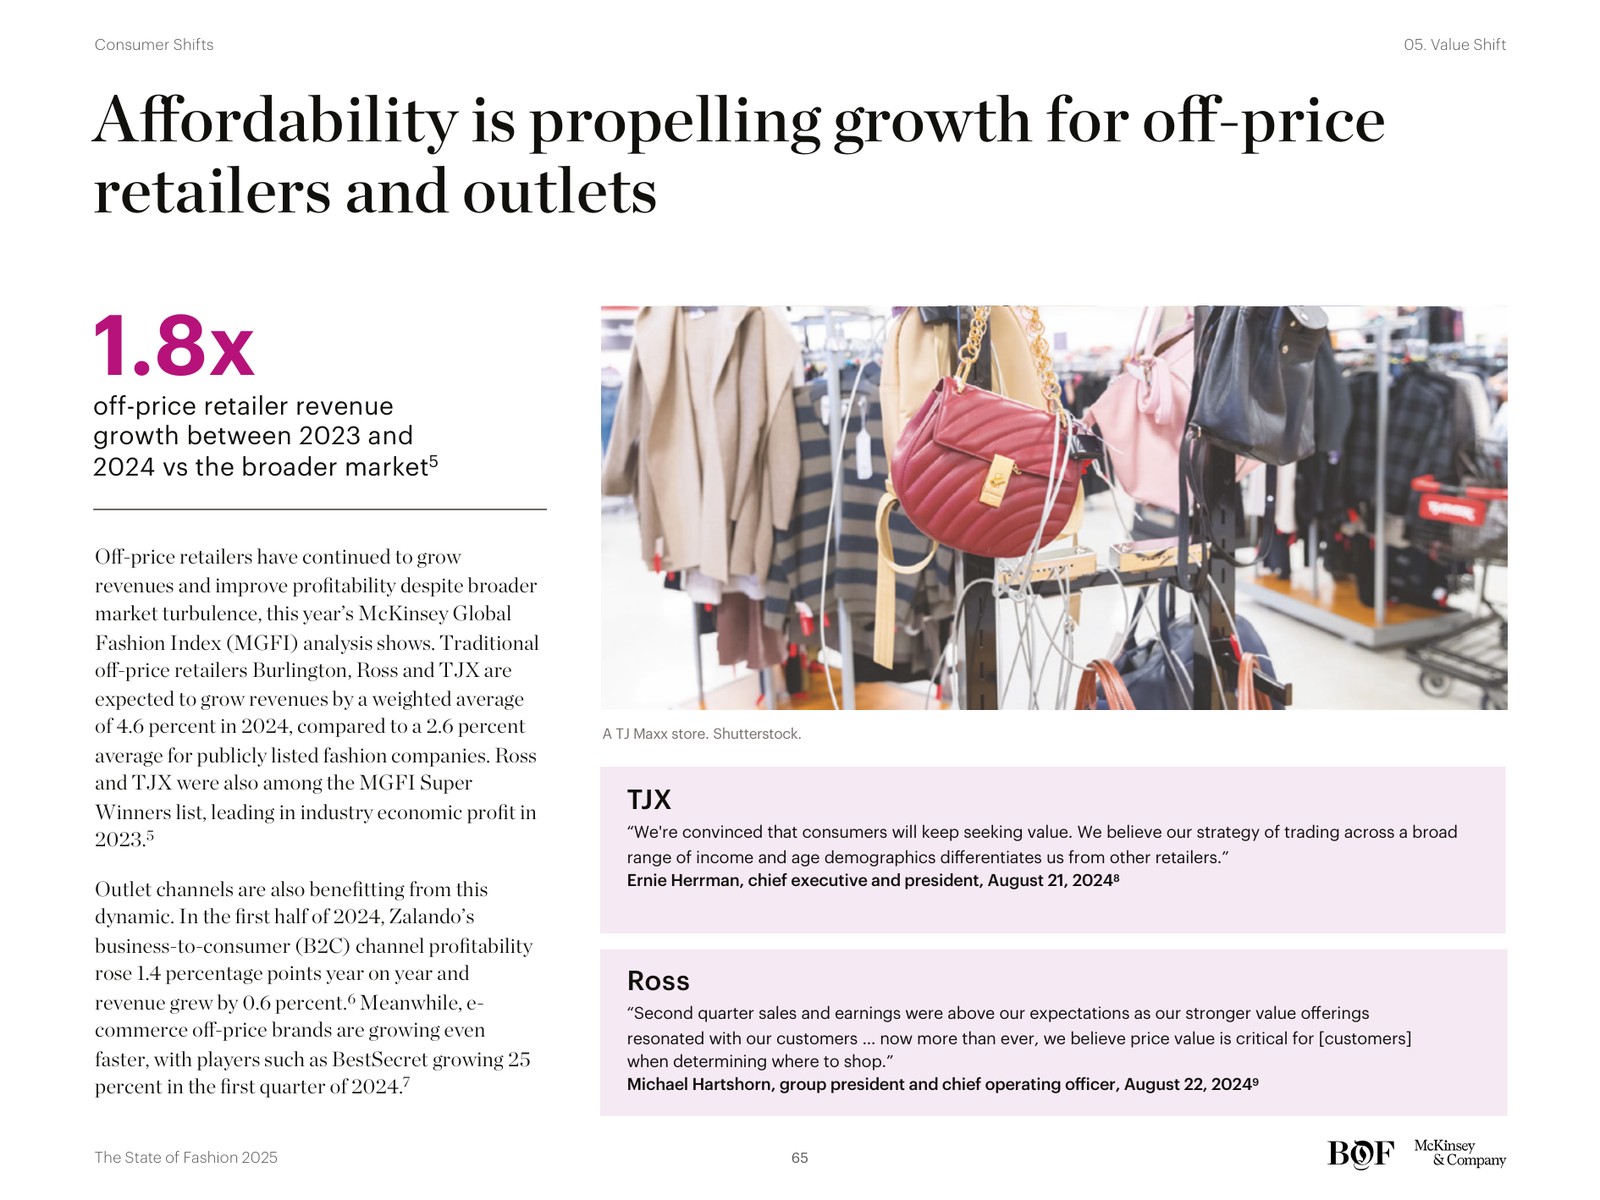 Consumer Shifts
05. Value Shift
Affordability is propelling growth for off-price
retailers and outlets
1.8x
off-price retailer revenue
growth between 2023 and
2024 vs the broader market⁵
Off-price retailers have continued to grow
revenues and improve profitability despite broader
market turbulence, this year’s McKinsey Global
Fashion Index (MGFI) analysis shows. Traditional
off-price retailers Burlington, Ross and TJX are
expected to grow revenues by a weighted average
of 4.6 percent in 2024, compared to a 2.6 percent
average for publicly listed fashion companies. Ross
and TJX were also among the MGFI Super
Winners list, leading in industry economic profit in
2023.⁵
Outlet channels are also benefitting from this
dynamic. In the first half of 2024, Zalando’s
business-to-consumer (B2C) channel profitability
rose 1.4 percentage points year on year and
revenue grew by 0.6 percent.⁶ Meanwhile, e-
commerce off-price brands are growing even
faster, with players such as BestSecret growing 25
percent in the first quarter of 2024.⁷
A TJ Maxx store. Shutterstock.
TJX
“We're convinced that consumers will keep seeking value. We believe our strategy of trading across a broad
range of income and age demographics differentiates us from other retailers.”
Ernie Herrman, chief executive and president, August 21, 2024⁸
Ross
“Second quarter sales and earnings were above our expectations as our stronger value offerings
resonated with our customers ... now more than ever, we believe price value is critical for [customers]
when determining where to shop.”
Michael Hartshorn, group president and chief operating officer, August 22, 2024⁹
The State of Fashion 2025
65
BOF
McKinsey
& Company